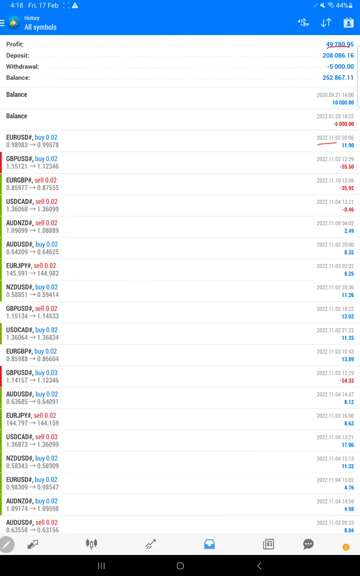 4:18 Fri, 17 Feb 44%
History
All symbols
Profit: 49 780.95
Deposit: 208 086.16
Withdrawal: -5 000.00
Balance: 252 867.11
Balance 2020.09.21 14:00
10 000.00
Balance 2022.01.28 18:22
-5 000.00
EURUSD#, buy 0.02 2022.11.02 20:06
0.98983 → 0.99578 11.90
GBPUSD#, buy 0.02 2022.11.03 12:29
1.15121 → 1.12346 -55.50
EURGBP#, sell 0.02 2022.11.10 12:08
0.85977 → 0.87555 -35.92
USDCAD#, sell 0.02 2022.11.04 13:21
1.36068 → 1.36099 -0.46
AUDNZD#, sell 0.02 2022.11.08 04:02
1.09099 → 1.08889 2.49
AUDUSD#, buy 0.02 2022.11.02 20:00
0.64209 → 0.64625 8.32
EURJPY#, sell 0.02 2022.11.03 02:22
145.591 → 144.982 8.25
NZDUSD#, buy 0.02 2022.11.02 20:36
0.58851 → 0.59414 11.26
GBPUSD#, sell 0.02 2022.11.02 18:22
1.15134 → 1.14533 12.02
USDCAD#, buy 0.02 2022.11.02 21:23
1.36064 → 1.36834 11.25
EURGBP#, buy 0.02 2022.11.03 10:43
0.85988 → 0.86604 13.89
GBPUSD#, buy 0.03 2022.11.03 12:29
1.14157 → 1.12346 -54.33
AUDUSD#, buy 0.02 2022.11.04 14:47
0.63685 → 0.64091 8.12
EURJPY#, sell 0.02 2022.11.03 16:00
144.797 → 144.159 8.63
USDCAD#, sell 0.03 2022.11.04 13:21
1.36873 → 1.36099 17.06
NZDUSD#, buy 0.02 2022.11.04 16:15
0.58343 → 0.58909 11.32
EURUSD#, buy 0.02 2022.11.04 15:02
0.98309 → 0.98547 4.76
AUDNZD#, buy 0.02 2022.11.04 14:59
1.09174 → 1.09598 4.98
AUDUSD#, sell 0.02 2022.11.03 09:33
0.63558 → 0.63156 8.04
2